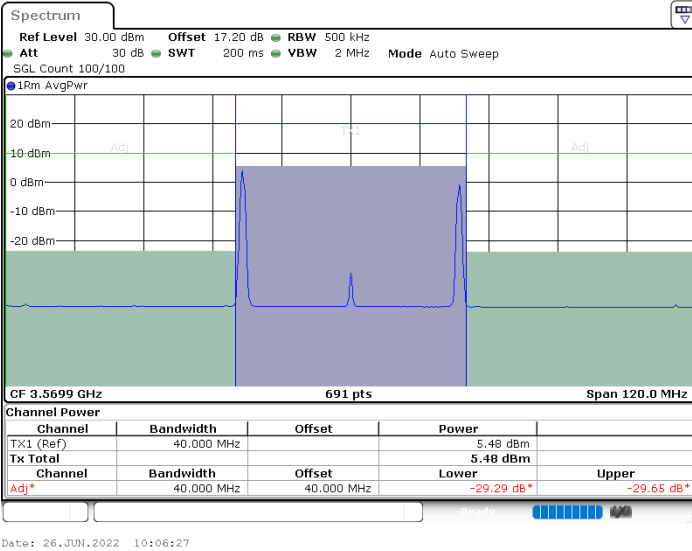 Spectrum
Ref Level 30.00 dBm Offset 17.20 dB RBW 500 kHz
Att 30 dB SWT 200 ms VBW 2 MHz Mode Auto Sweep
SGL Count 100/100
1Rm AvgPwr
20 dBm
TX1
Adj Adj
10 dBm
0 dBm
-10 dBm
-20 dBm
CF 3.5699 GHz 691 pts Span 120.0 MHz
Channel Power
Channel Bandwidth Offset Power
TX1 (Ref) 40.000 MHz 5.48 dBm
Tx Total 5.48 dBm
Channel Bandwidth Offset Lower Upper
Adj* 40.000 MHz 40.000 MHz -29.29 dB* -29.65 dB*
Ready
Date: 26.JUN.2022 10:06:27